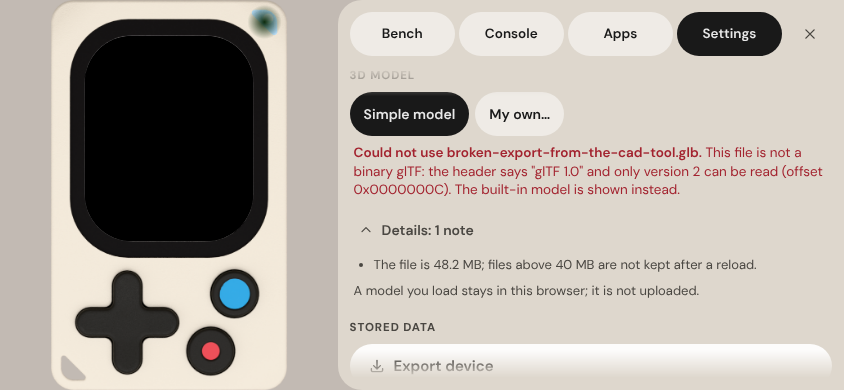 Bench Console Apps Settings
3D MODEL
Simple model My own...
Could not use broken-export-from-the-cad-tool.glb. This file is not a
binary glTF: the header says "glTF 1.0" and only version 2 can be read (offset
0x0000000C). The built-in model is shown instead.
Details: 1 note
• The file is 48.2 MB; files above 40 MB are not kept after a reload.
A model you load stays in this browser; it is not uploaded.
STORED DATA
Export device